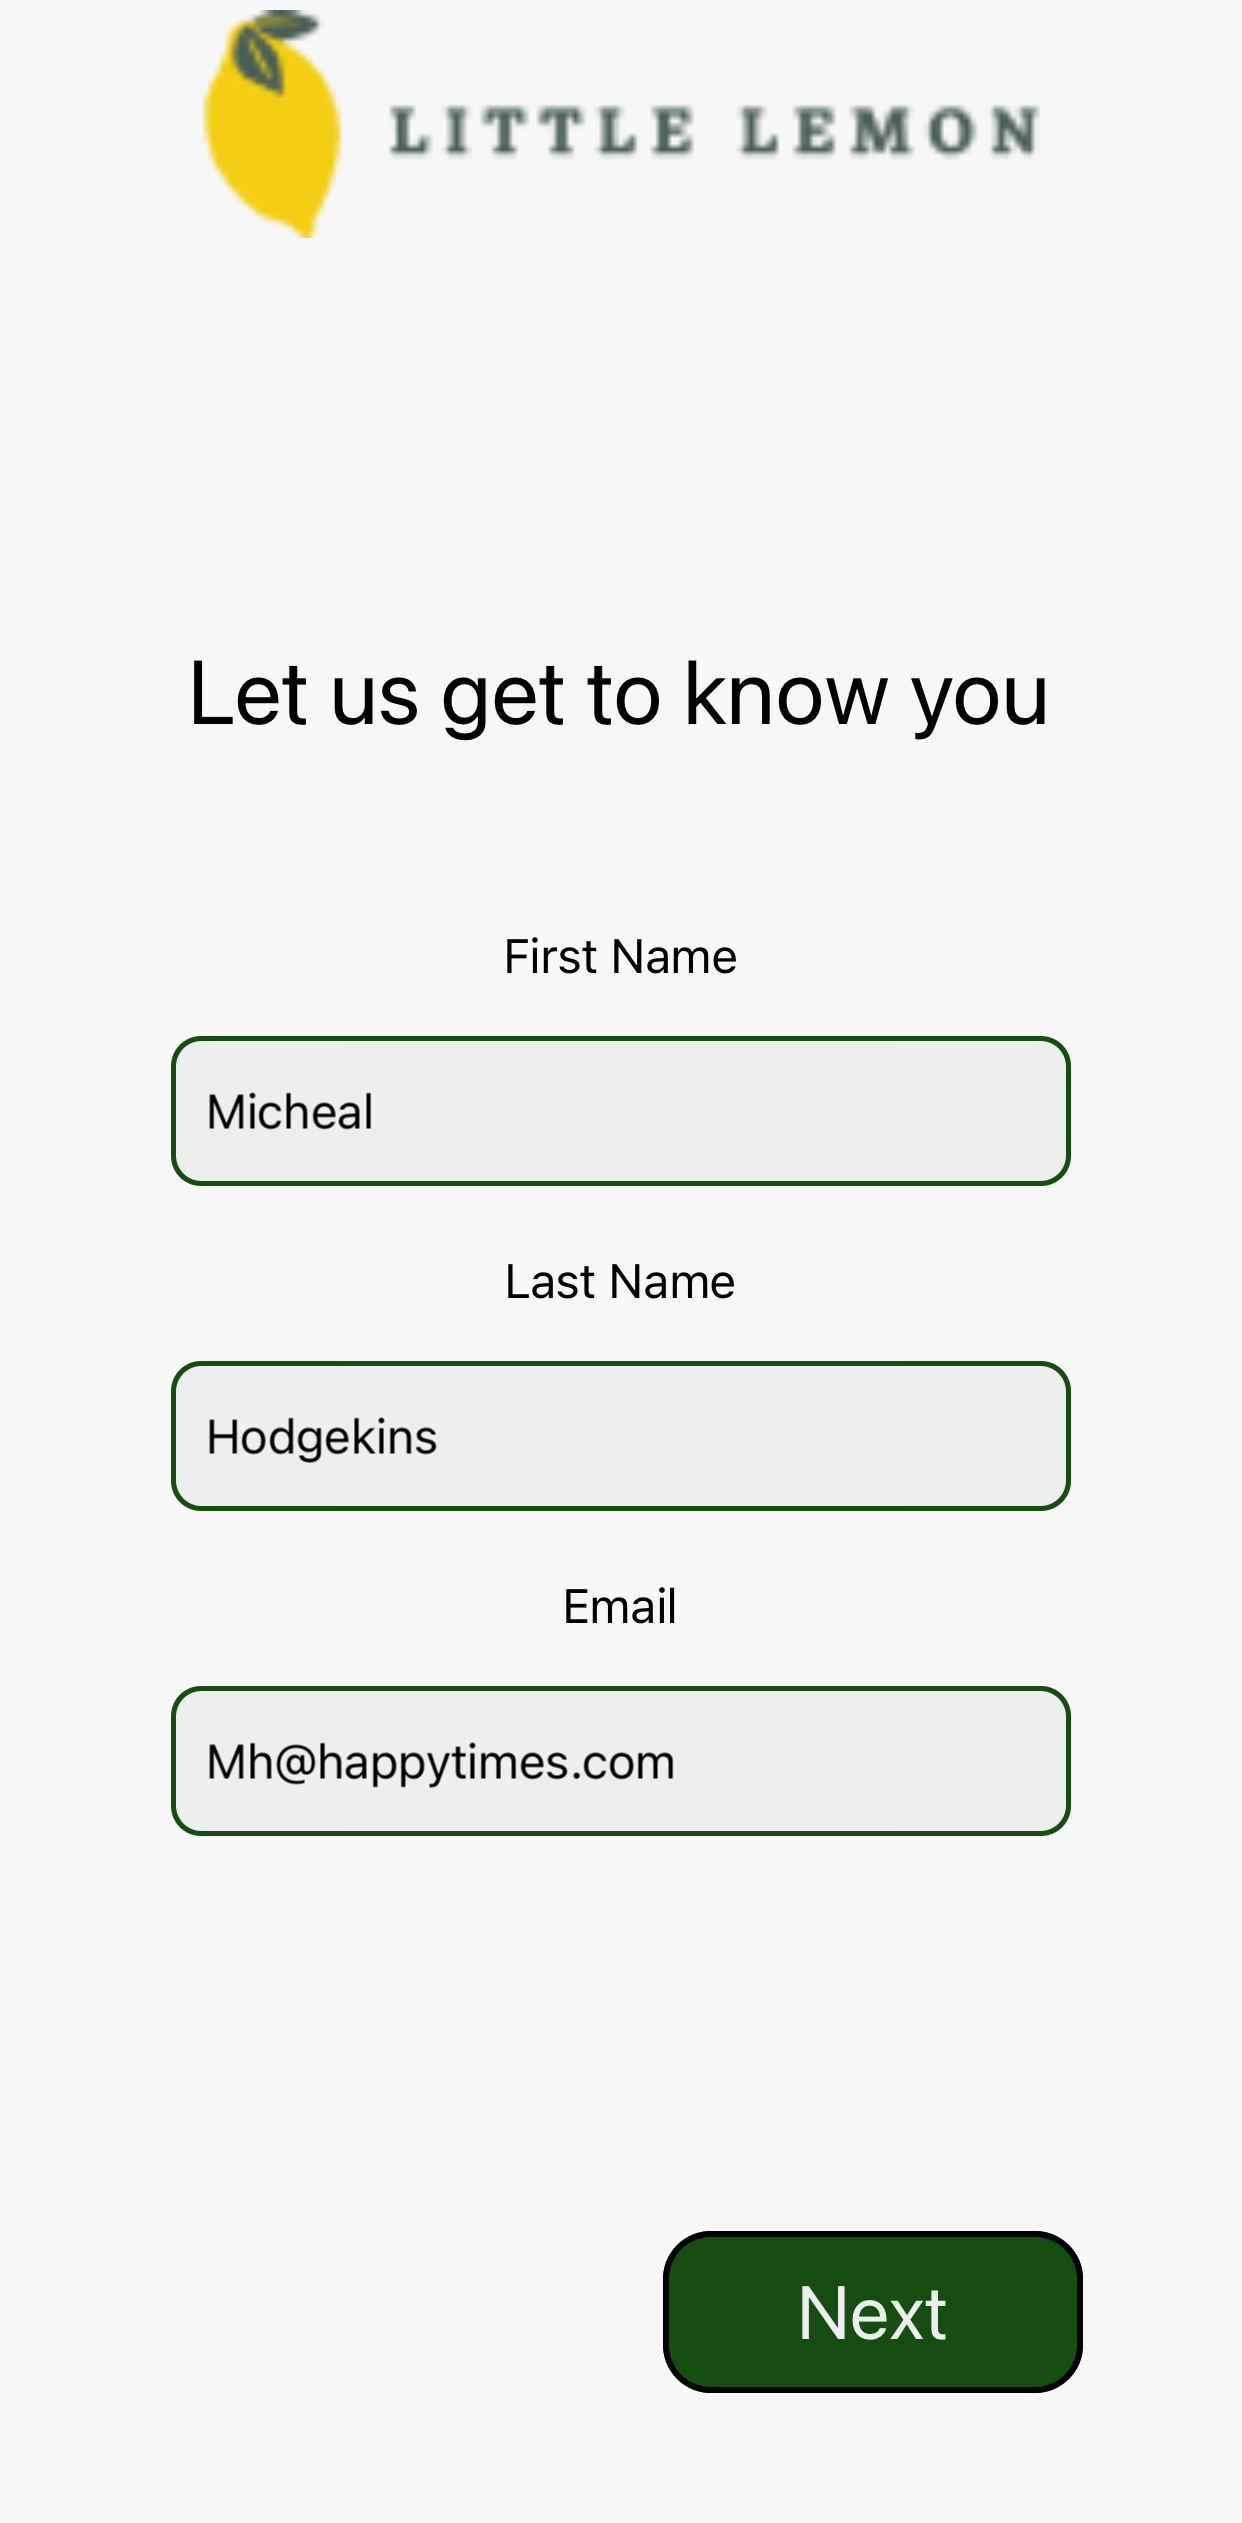 LITTLE LEMON
Let us get to know you
First Name
Micheal
Last Name
Hodgekins
Email
Mh@happytimes.com
Next